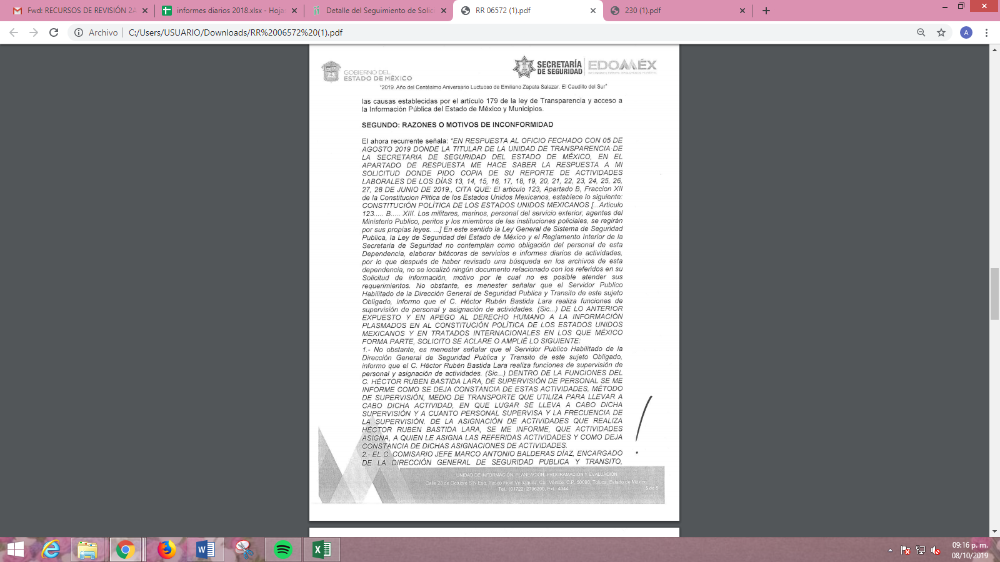 Fwd: RECURSOS DE REVISIÓN 2A
informes diarios 2018.xlsx - Hoja
Detalle del Seguimiento de Solic
RR 06572 (1).pdf
230 (1).pdf
Archivo
C:/Users/USUARIO/Downloads/RR%2006572%20(1).pdf
A
GOBIERNO DEL
ESTADO DE MÉXICO
SECRETARÍA
DE SEGURIDAD
EDOMÉX
"2019. Año del Centésimo Aniversario Luctuoso de Emiliano Zapata Salazar. El Caudillo del Sur"
las causas establecidas por el artículo 179 de la ley de Transparencia y acceso a
la Información Pública del Estado de México y Municipios.
SEGUNDO: RAZONES O MOTIVOS DE INCONFORMIDAD
El ahora recurrente señala: "EN RESPUESTA AL OFICIO FECHADO CON 05 DE
AGOSTO 2019 DONDE LA TITULAR DE LA UNIDAD DE TRANSPARENCIA DE
LA SECRETARIA DE SEGURIDAD DEL ESTADO DE MÉXICO, EN EL
APARTADO DE RESPUESTA ME HACE SABER LA RESPUESTA A MI
SOLICITUD DONDE PIDO COPIA DE SU REPORTE DE ACTIVIDADES
LABORALES DE LOS DÍAS 13, 14, 15, 16, 17, 18, 19, 20, 21, 22, 23, 24, 25, 26,
27, 28 DE JUNIO DE 2019., CITA QUE: El articulo 123, Apartado B, Fraccion XII
de la Constitucion Plitica de los Estados Unidos Mexicanos, establece lo siguiente:
CONSTITUCIÓN POLÍTICA DE LOS ESTADOS UNIDOS MEXICANOS [...Articulo
123..... B..... XIII. Los militares, marinos, personal del servicio exterior, agentes del
Ministerio Publico, peritos y los miembros de las instituciones policiales, se regirán
por sus propias leyes. ...] En este sentido la Ley General de Sistema de Seguridad
Publica, la Ley de Seguridad del Estado de México y el Reglamento Interior de la
Secretaria de Seguridad no contemplan como obligación del personal de esta
Dependencia, elaborar bitácoras de servicios e informes diarios de actividades,
por lo que después de haber revisado una búsqueda en los archivos de esta
dependencia, no se localizó ningún documento relacionado con los referidos en su
Solicitud de información, motivo por le cual no es posible atender sus
requerimientos. No obstante, es menester señalar que el Servidor Publico
Habilitado de la Dirección General de Seguridad Publica y Transito de este sujeto
Obligado, informo que el C. Héctor Rubén Bastida Lara realiza funciones de
supervisión de personal y asignación de actividades. (Sic...) DE LO ANTERIOR
EXPUESTO Y EN APEGO AL DERECHO HUMANO A LA INFORMACIÓN
PLASMADOS EN AL CONSTITUCIÓN POLÍTICA DE LOS ESTADOS UNIDOS
MEXICANOS Y EN TRATADOS INTERNACIONALES EN LOS QUE MÉXICO
FORMA PARTE, SOLICITO SE ACLARE O AMPLIÉ LO SIGUIENTE:
1.- No obstante, es menester señalar que el Servidor Publico Habilitado de la
Dirección General de Seguridad Publica y Transito de este sujeto Obligado,
informo que el C. Héctor Rubén Bastida Lara realiza funciones de supervisión de
personal y asignación de actividades. (Sic...) DENTRO DE LA FUNCIONES DEL
C. HÉCTOR RUBEN BASTIDA LARA, DE SUPERVISIÓN DE PERSONAL SE ME
INFORME COMO SE DEJA CONSTANCIA DE ESTAS ACTIVIDADES, MÉTODO
DE SUPERVISIÓN, MEDIO DE TRANSPORTE QUE UTILIZA PARA LLEVAR A
CABO DICHA ACTIVIDAD, EN QUE LUGAR SE LLEVA A CABO DICHA
SUPERVISIÓN Y A CUANTO PERSONAL SUPERVISA Y LA FRECUENCIA DE
LA SUPERVISIÓN. DE LA ASIGNACIÓN DE ACTIVIDADES QUE REALIZA
HÉCTOR RUBEN BASTIDA LARA, SE ME INFORME, QUE ACTIVIDADES
ASIGNA, A QUIEN LE ASIGNA LAS REFERIDAS ACTIVIDADES Y COMO DEJA
CONSTANCIA DE DICHAS ASIGNACIONES DE ACTIVIDADES.
2.- EL C. COMISARIO JEFE MARCO ANTONIO BALDERAS DÍAZ, ENCARGADO
DE LA DIRECCIÓN GENERAL DE SEGURIDAD PUBLICA Y TRANSITO,
UNIDAD DE INFORMACIÓN, PLANEACIÓN, PROGRAMACIÓN Y EVALUACIÓN
Calle 28 de Octubre S/N Esq. Paseo Fidel Velázquez, Col. Vértice, C.P. 50090, Toluca, Estado de México.
Tel. (01722) 2796200, Ext.: 4044.
5 de 9
09:16 p. m.
08/10/2019